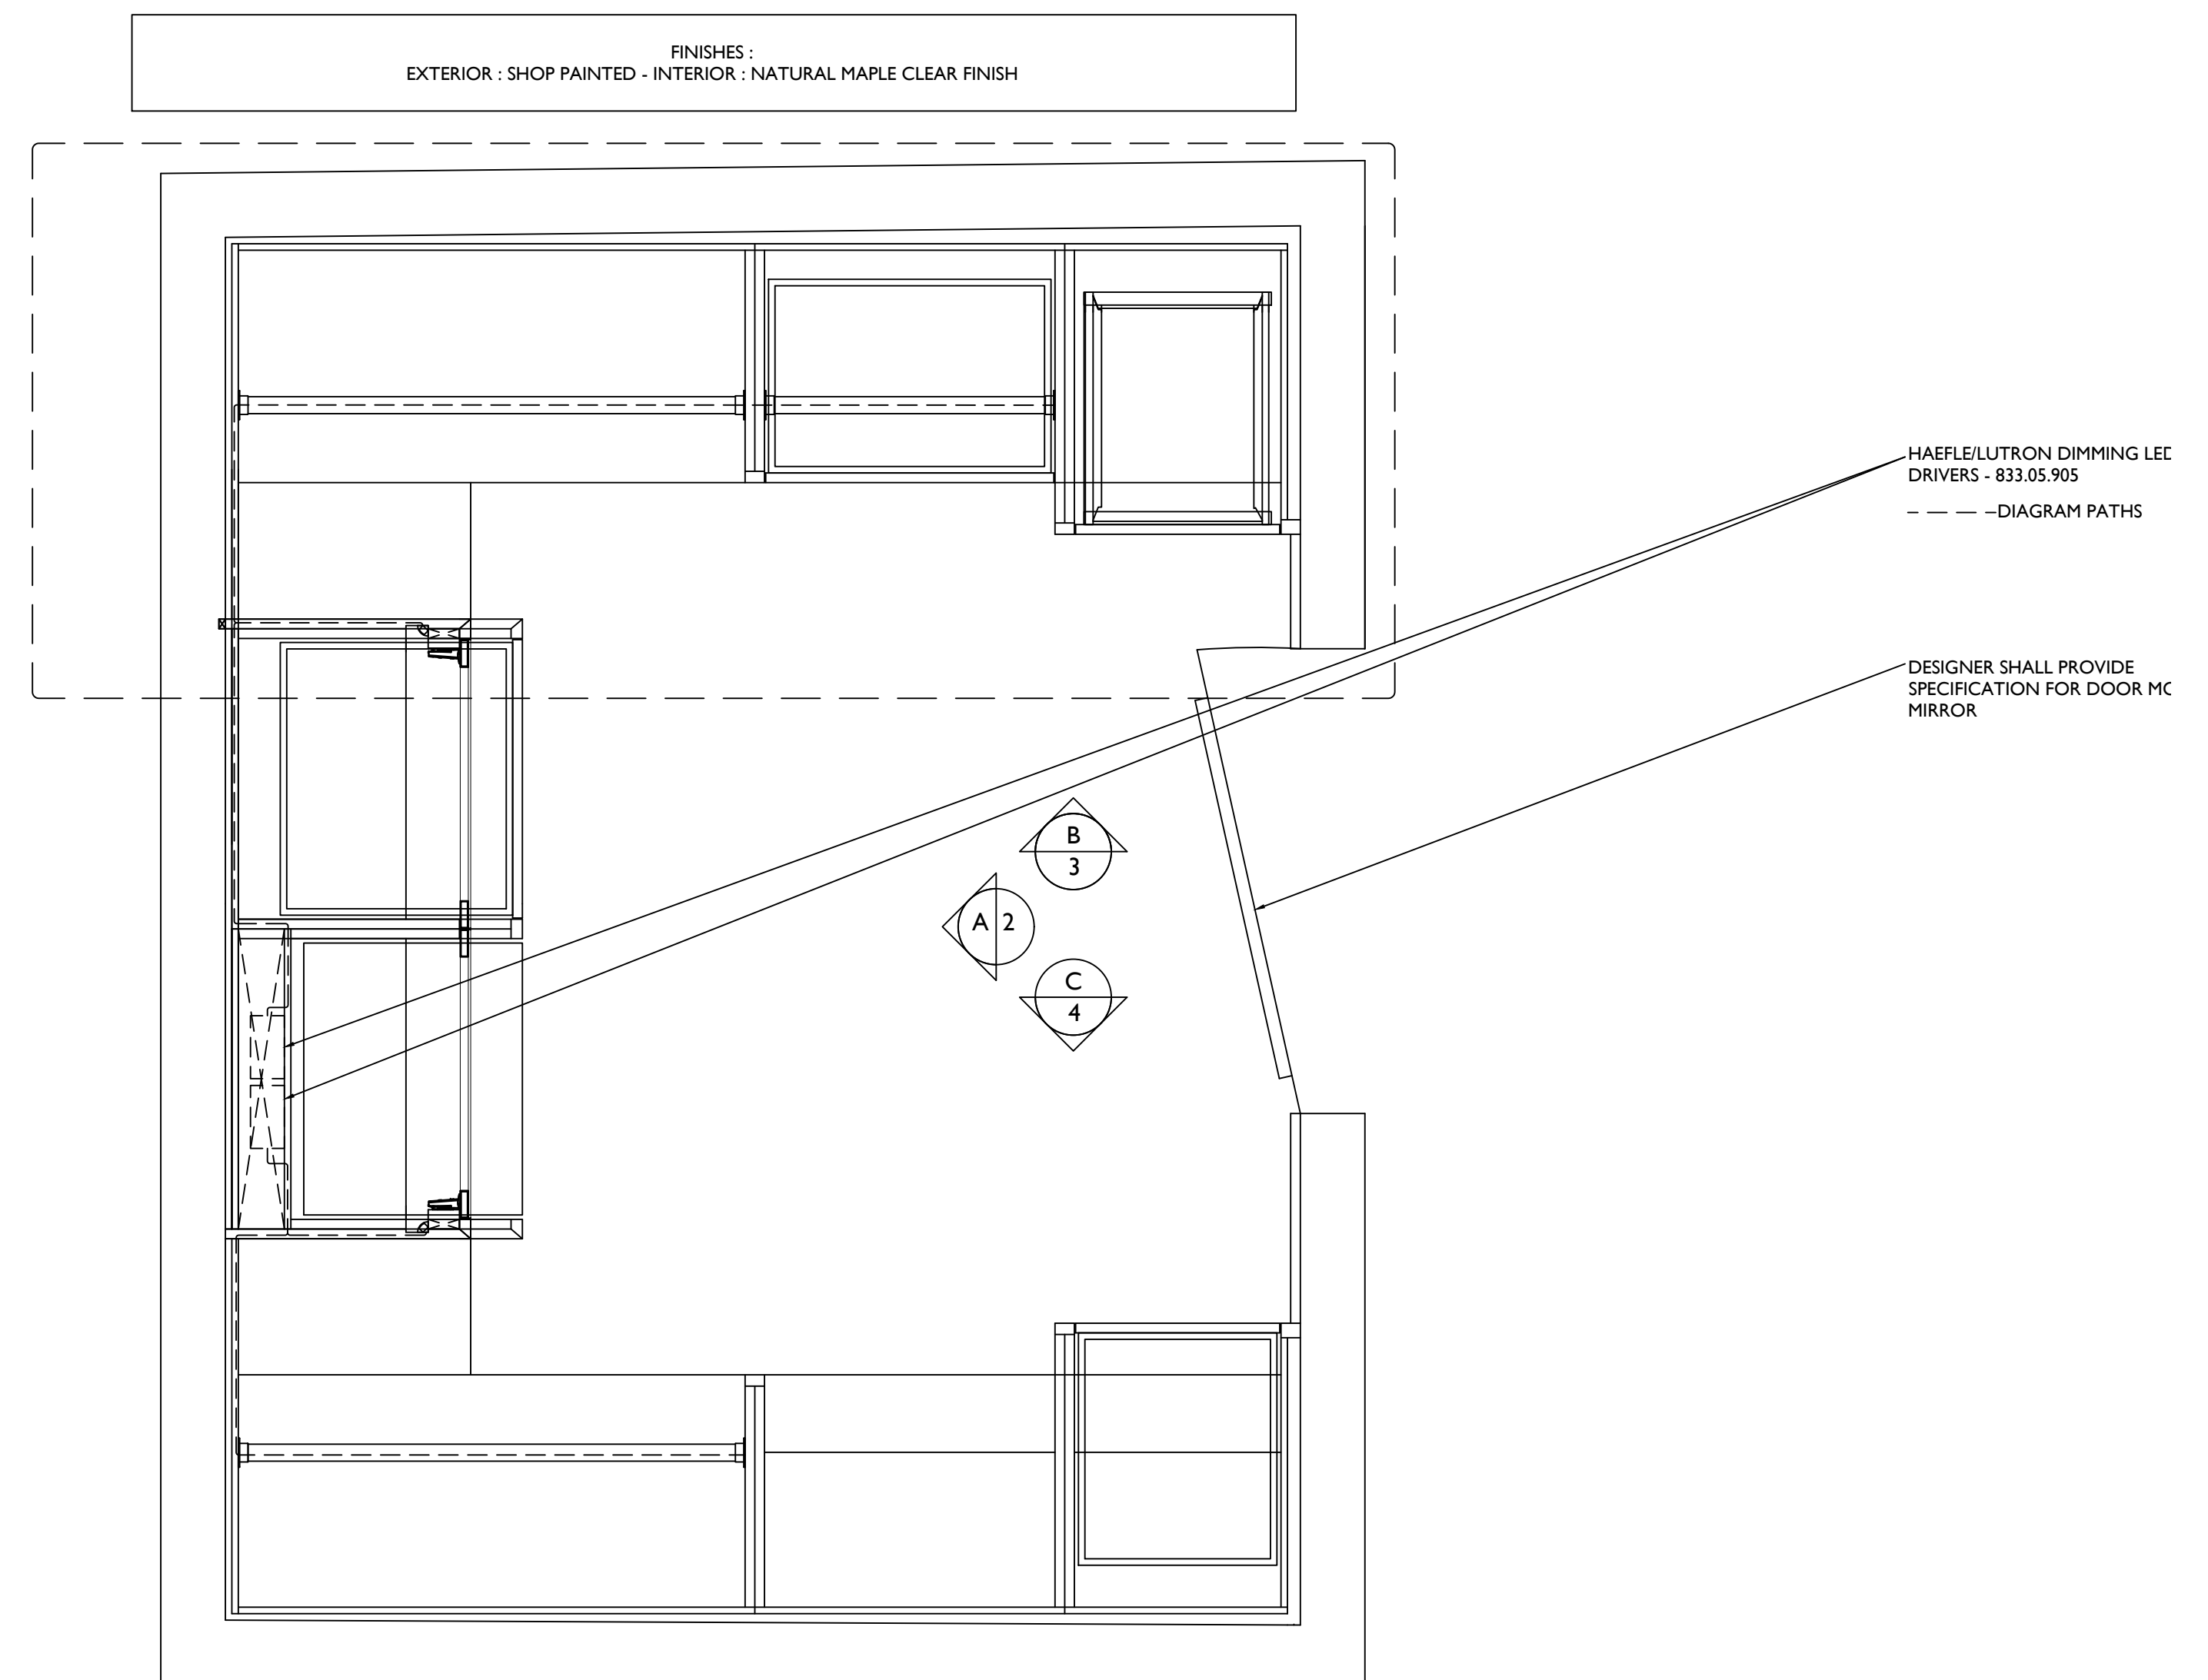 FINISHES :
EXTERIOR : SHOP PAINTED - INTERIOR : NATURAL MAPLE CLEAR FINISH
HAEFLE/LUTRON DIMMING LED
DRIVERS - 833.05.905
DIAGRAM PATHS
DESIGNER SHALL PROVIDE
SPECIFICATION FOR DOOR
MIRROR
B
3
A 2
C
4